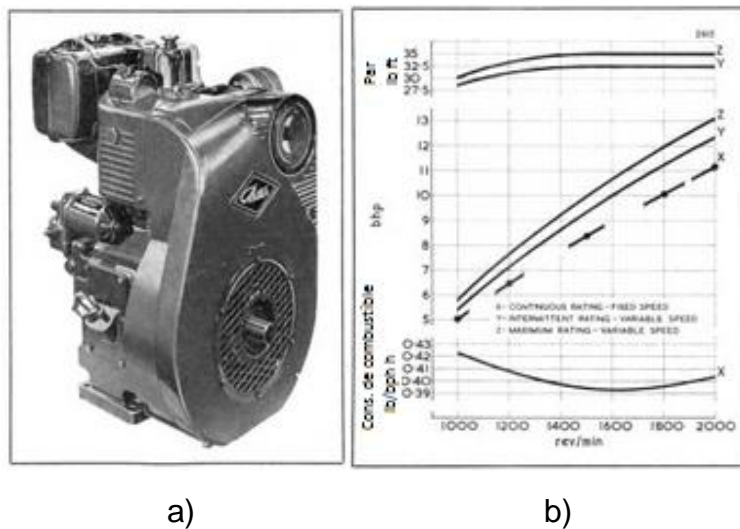 Par
lb ft
35
32·5
30
27·5
Z
Y
bhp
13
12
11
10
9
8
7
6
5
Z
Y
X
X - CONTINUOUS RATING - FIXED SPEED
Y - INTERMITTENT RATING - VARIABLE SPEED
Z - MAXIMUM RATING - VARIABLE SPEED
Cons. de combustible
lb/bph h
0·43
0·42
0·41
0·40
0·39
X
1000 1200 1400 1600 1800 2000
rev/min
a) b)